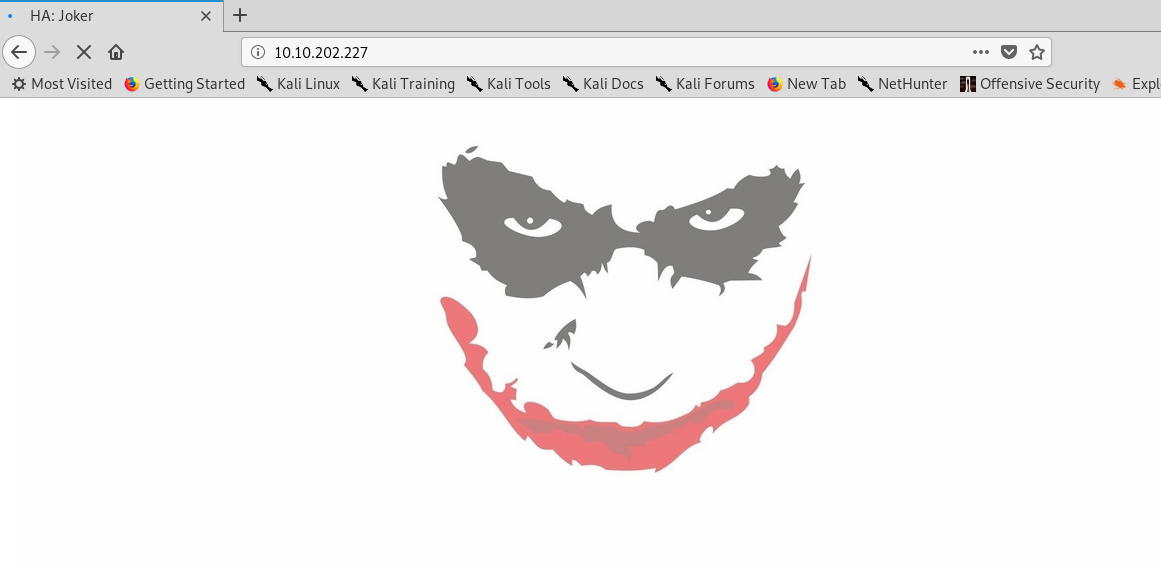 HA: Joker
10.10.202.227
Most Visited Getting Started Kali Linux Kali Training Kali Tools Kali Docs Kali Forums New Tab NetHunter Offensive Security Expl